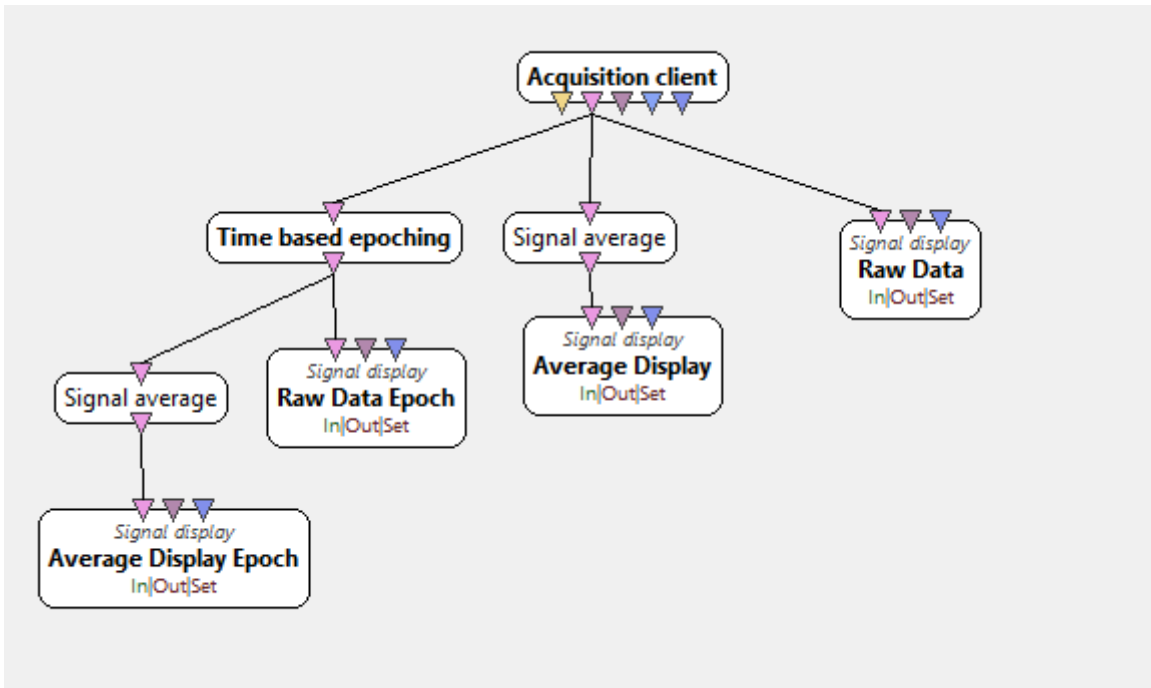 Acquisition client
Time based epoching
Signal average
Signal display
Raw Data
In|Out|Set
Signal display
Average Display
In|Out|Set
Signal display
Raw Data Epoch
In|Out|Set
Signal average
Signal display
Average Display Epoch
In|Out|Set